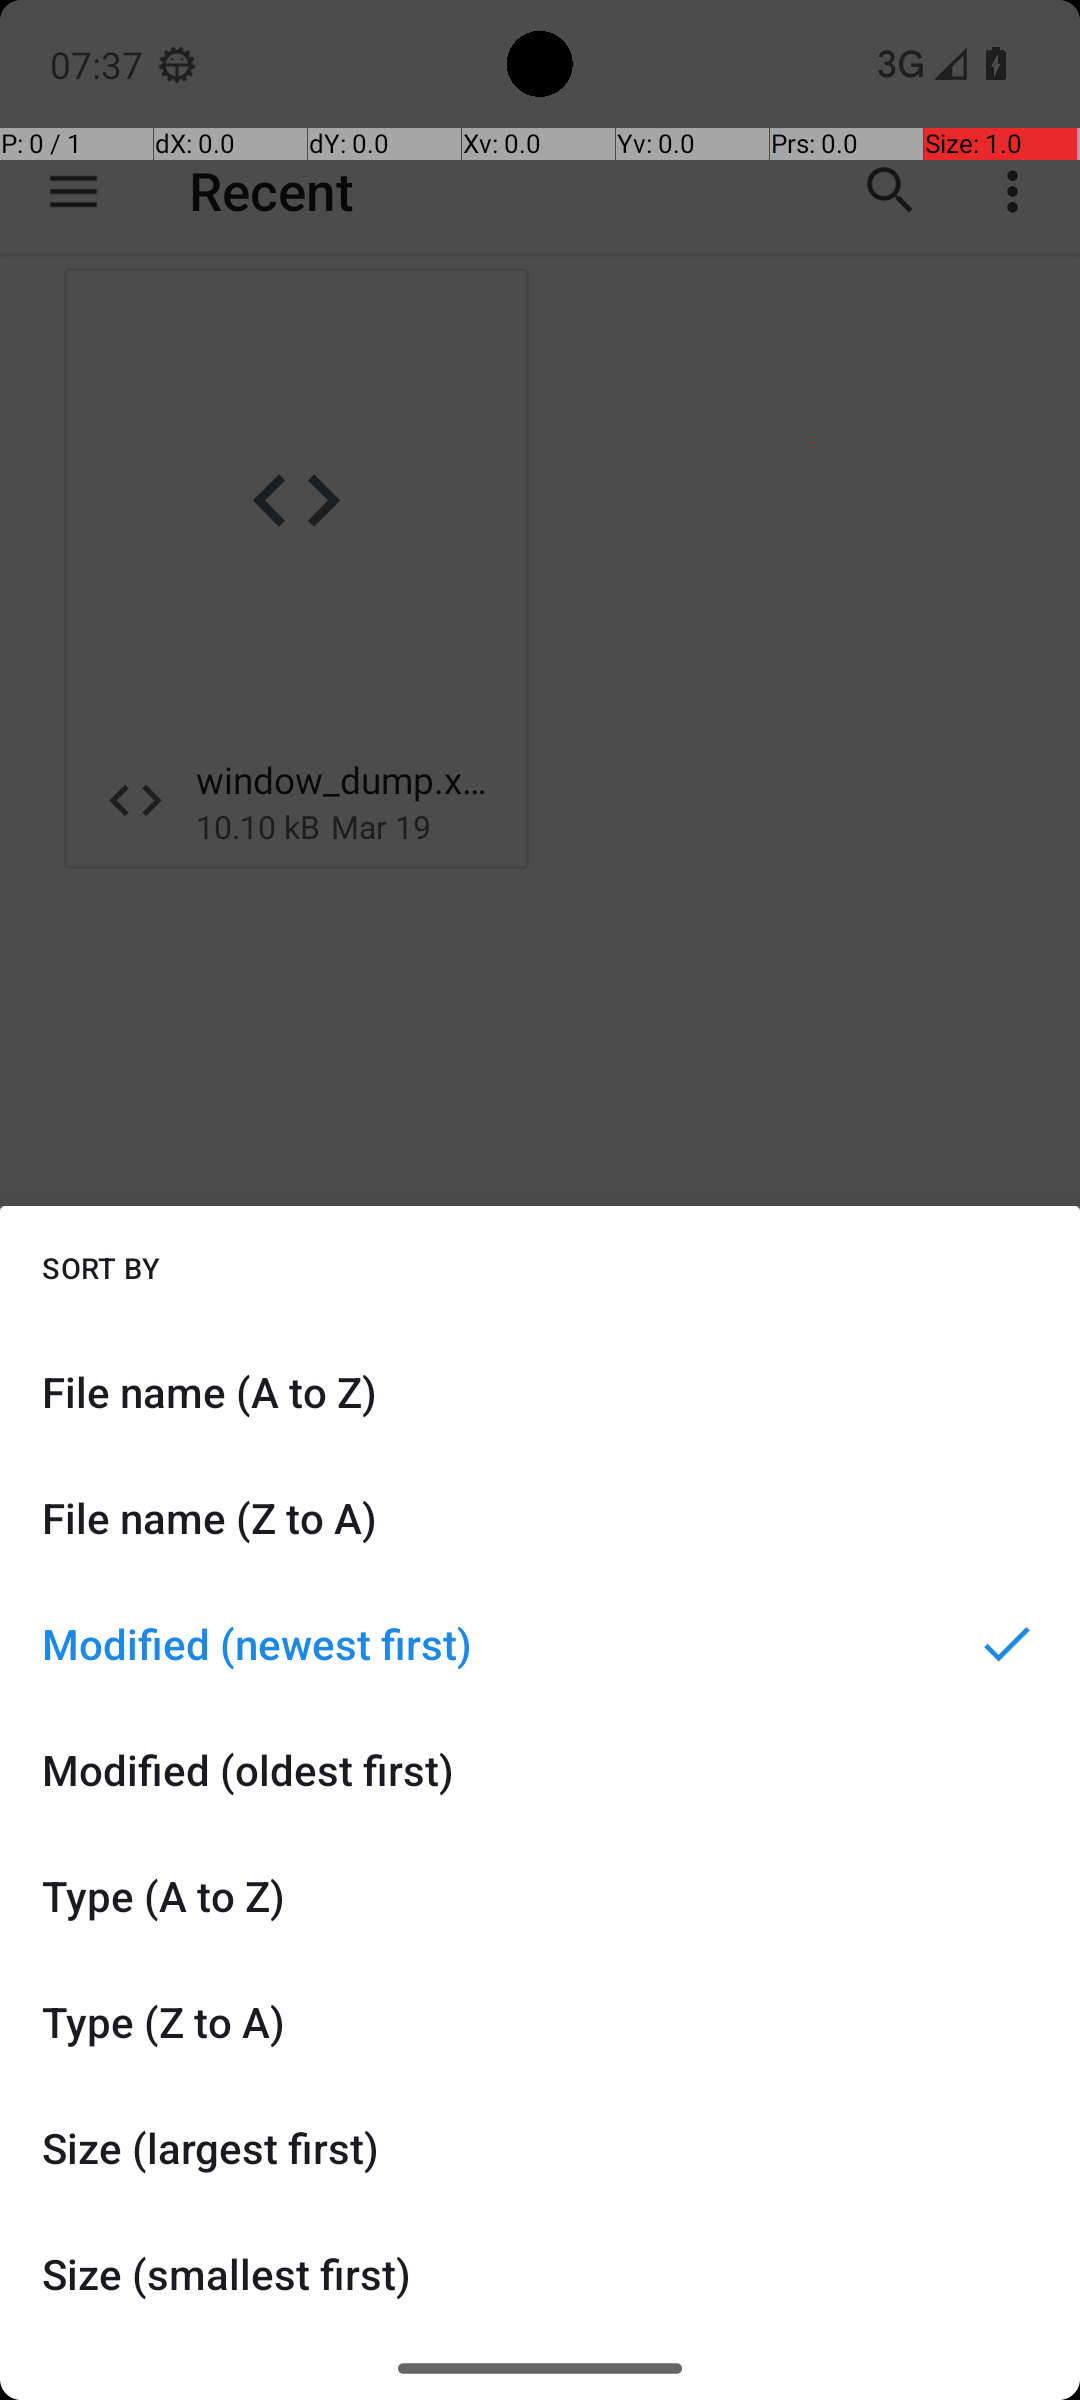 07:37
3G
P: 0 / 1
dX: 0.0
dY: 0.0
Xv: 0.0
Yv: 0.0
Prs: 0.0
Size: 1.0
Recent
window_dump.x...
10.10 kB Mar 19
SORT BY
File name (A to Z)
File name (Z to A)
Modified (newest first)
Modified (oldest first)
Type (A to Z)
Type (Z to A)
Size (largest first)
Size (smallest first)